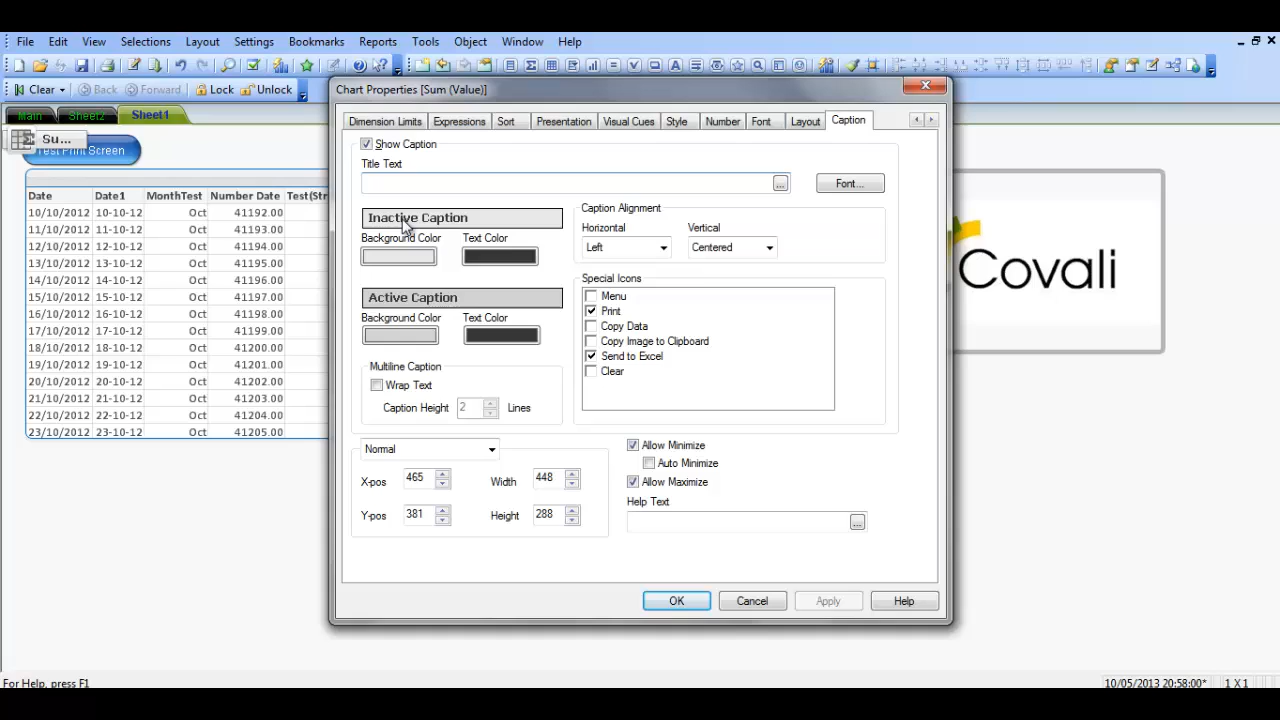 File Edit View Selections Layout Settings Bookmarks Reports Tools Object Window Help
Clear Back Forward Lock Unlock
Main Sheet2 Sheet1
Su...
Test Print Screen
Date Date1 MonthTest Number Date Test(Str
10/10/2012 10-10-12 Oct 41192.00
11/10/2012 11-10-12 Oct 41193.00
12/10/2012 12-10-12 Oct 41194.00
13/10/2012 13-10-12 Oct 41195.00
14/10/2012 14-10-12 Oct 41196.00
15/10/2012 15-10-12 Oct 41197.00
16/10/2012 16-10-12 Oct 41198.00
17/10/2012 17-10-12 Oct 41199.00
18/10/2012 18-10-12 Oct 41200.00
19/10/2012 19-10-12 Oct 41201.00
20/10/2012 20-10-12 Oct 41202.00
21/10/2012 21-10-12 Oct 41203.00
22/10/2012 22-10-12 Oct 41204.00
23/10/2012 23-10-12 Oct 41205.00
Chart Properties [Sum (Value)]
Dimension Limits Expressions Sort Presentation Visual Cues Style Number Font Layout Caption
Show Caption
Title Text
... Font...
Inactive Caption
Background Color Text Color
Active Caption
Background Color Text Color
Multiline Caption
Wrap Text
Caption Height 2 Lines
Caption Alignment
Horizontal Vertical
Left Centered
Special Icons
Menu
Print
Copy Data
Copy Image to Clipboard
Send to Excel
Clear
Normal
X-pos 465 Width 448
Y-pos 381 Height 288
Allow Minimize
Auto Minimize
Allow Maximize
Help Text
...
OK Cancel Apply Help
Covali
For Help, press F1 10/05/2013 20:58:00* 1 X 1